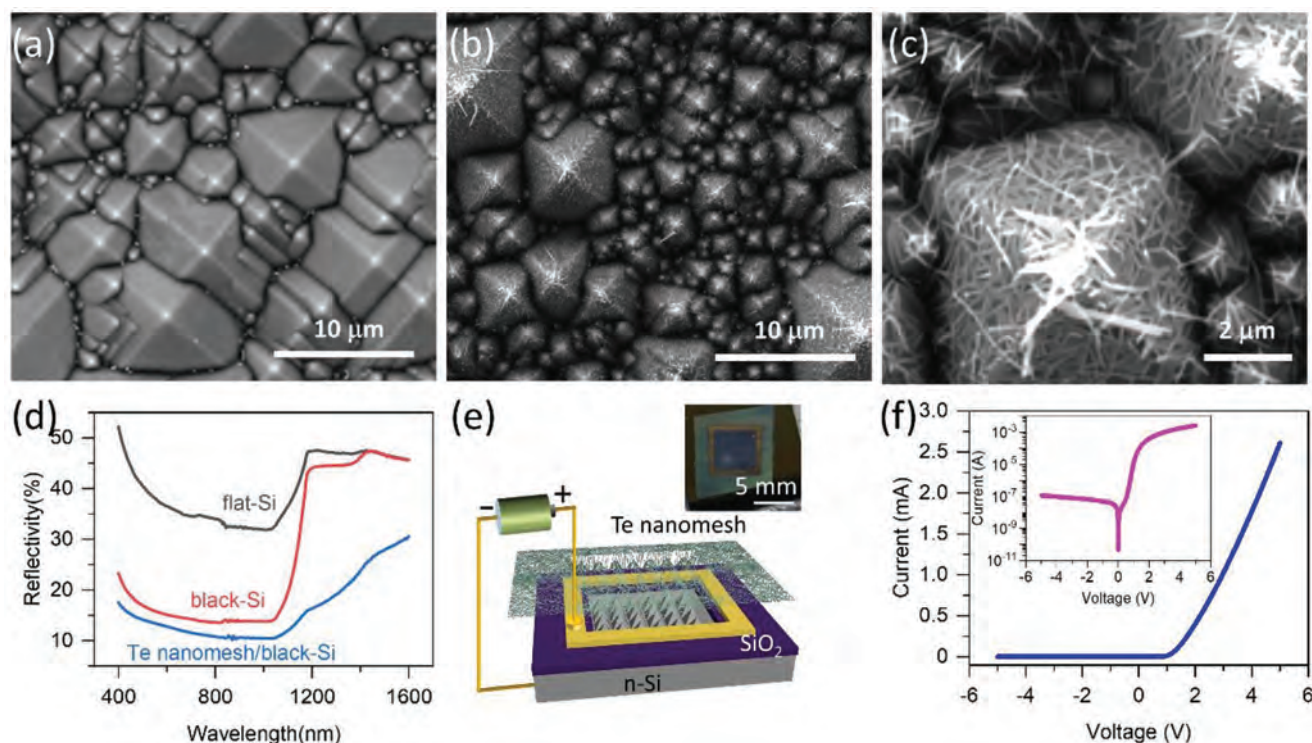 (a)
10 μm
(b)
10 μm
(c)
2 μm
(d)
Reflectivity(%)
50
40
30
20
10
flat-Si
black-Si
Te nanomesh/black-Si
400
800
1200
1600
Wavelength(nm)
(e)
5 mm
Te nanomesh
−
+
SiO₂
n-Si
(f)
Current (mA)
3.0
2.5
2.0
1.5
1.0
0.5
0
-6
-4
-2
0
2
4
6
Voltage (V)
Current (A)
10⁻³
10⁻⁵
10⁻⁷
10⁻⁹
10⁻¹¹
-6
-4
-2
0
2
4
6
Voltage (V)